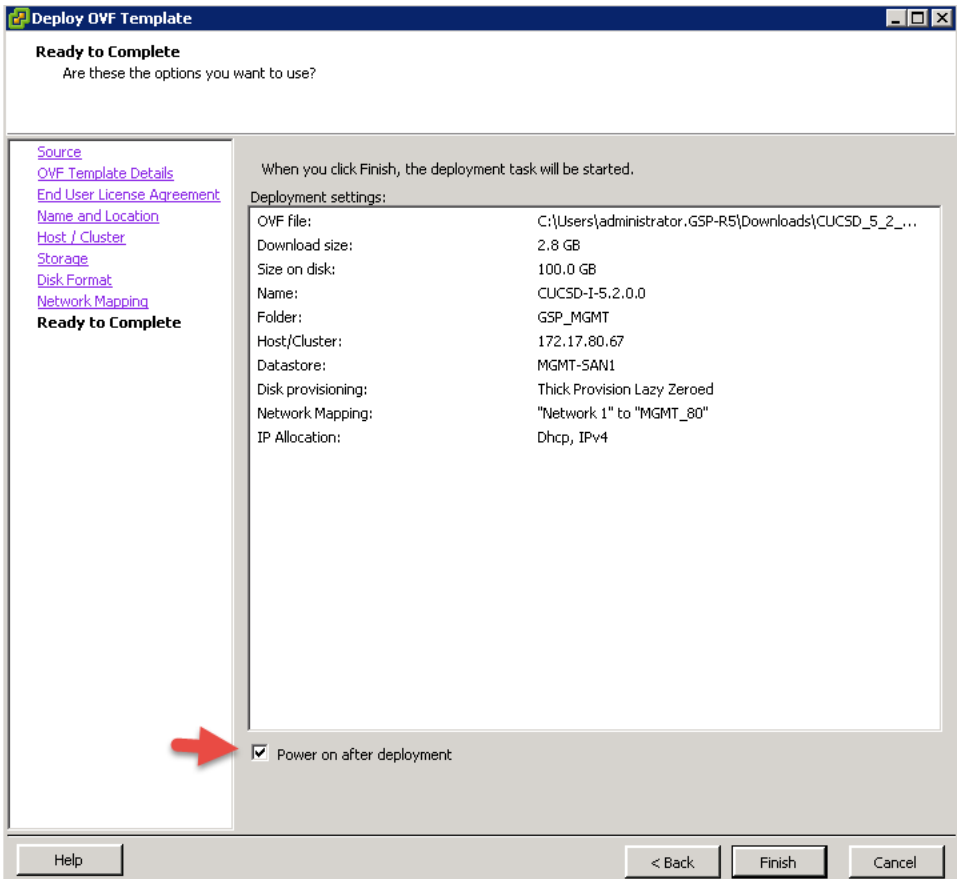 Deploy OVF Template
Ready to Complete
Are these the options you want to use?
Source
OVF Template Details
End User License Agreement
Name and Location
Host / Cluster
Storage
Disk Format
Network Mapping
Ready to Complete
When you click Finish, the deployment task will be started.
Deployment settings:
OVF file: C:\Users\administrator.GSP-R5\Downloads\CUCSD_5_2_...
Download size: 2.8 GB
Size on disk: 100.0 GB
Name: CUCSD-I-5.2.0.0
Folder: GSP_MGMT
Host/Cluster: 172.17.80.67
Datastore: MGMT-SAN1
Disk provisioning: Thick Provision Lazy Zeroed
Network Mapping: "Network 1" to "MGMT_80"
IP Allocation: Dhcp, IPv4
Power on after deployment
Help < Back Finish Cancel